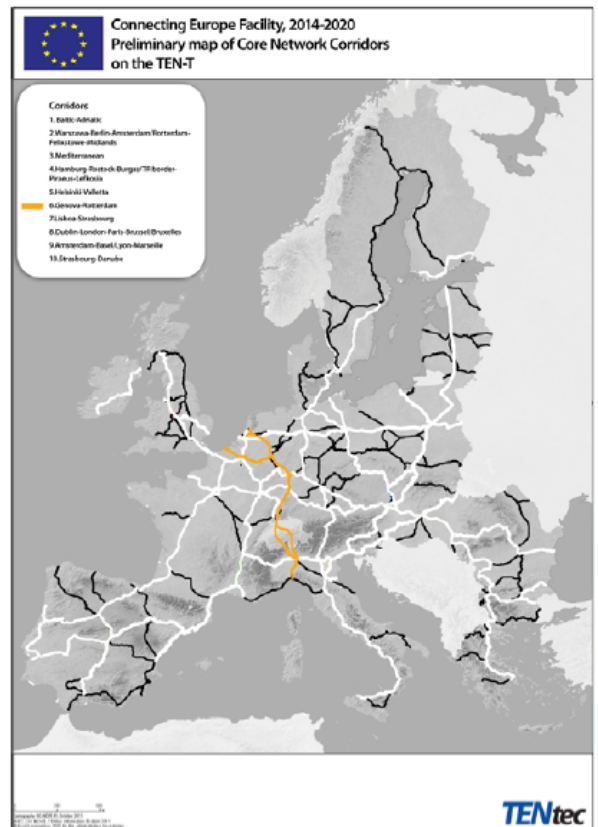 Connecting Europe Facility, 2014-2020
Preliminary map of Core Network Corridors
on the TEN-T
Corridors
1. Baltic-Adriatic
2.Warszawa-Berlin-Amsterdam/Rotterdam-
Felixstowe-Midlands
3.Mediterranean
4.Hamburg-Rostock-Burgas/TRborder-
Piraeus-Lefkosia
5.Helsinki-Valletta
6.Genova-Rotterdam
7.Lisboa-Strasbourg
8.Dublin-London-Paris-Brussel/Bruxelles
9.Amsterdam-Basel/Lyon-Marseille
10.Strasbourg-Danube
TENtec